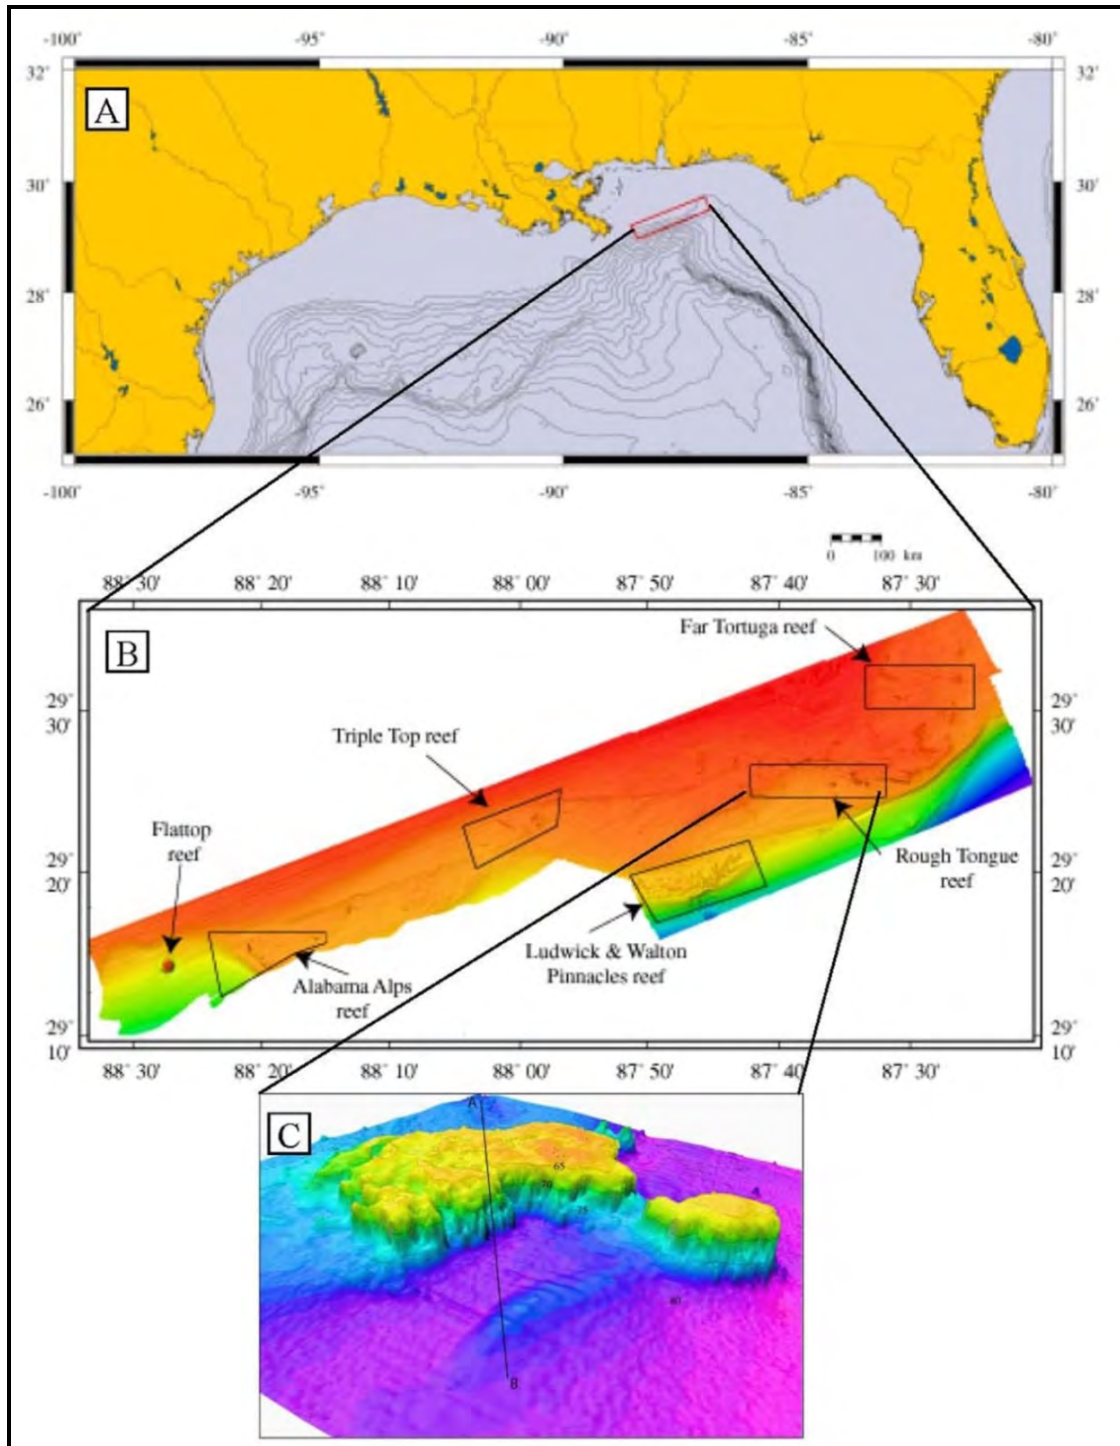 -100° -95° -90° -85° -80°
32° 32°
A
30° 30°
28° 28°
26° 26°
-100° -95° -90° -85° -80°
0 100 km
88° 30' 88° 20' 88° 10' 88° 00' 87° 50' 87° 40' 87° 30'
Far Tortuga reef
B
29° 29°
30' 30'
Triple Top reef
Flattop
reef
29° 29°
20' 20'
Rough Tongue
reef
Ludwick & Walton
Pinnacles reef
Alabama Alps
reef
29° 29°
10' 10'
88° 30' 88° 20' 88° 10' 88° 00' 87° 50' 87° 40' 87° 30'
A
C
65
70
75
80
B